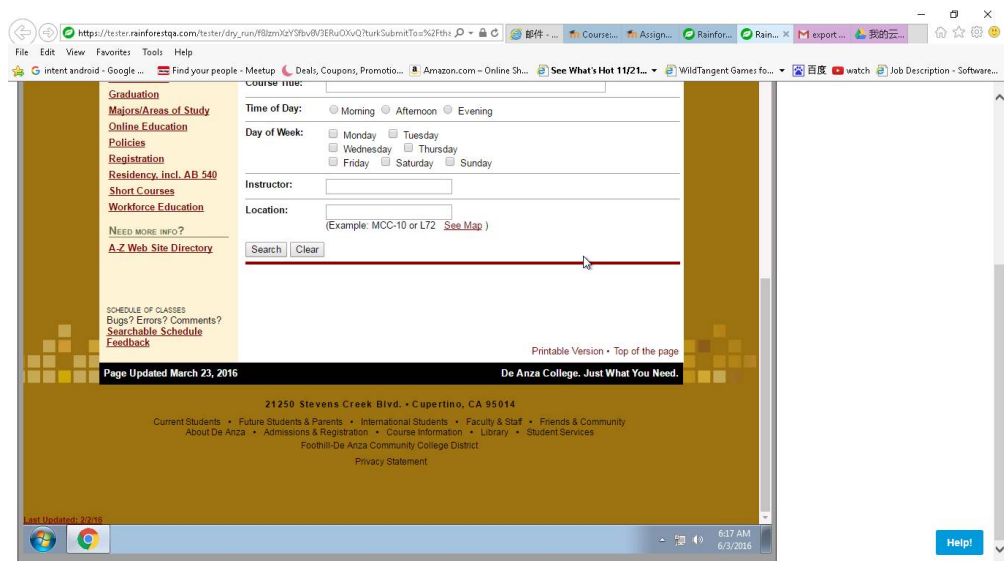 https://tester.rainforestqa.com/tester/dry_run/
邮件 - ...
Course:...
Assign...
Rainfor...
Rain...
export ...
我的云...
File Edit View Favorites Tools Help
intent android - Google ...
Find your people - Meetup
Deals, Coupons, Promotio...
Amazon.com – Online Sh...
See What's Hot 11/21...
WildTangent Games fo...
百度
watch
Job Description - Software...
Graduation
Majors/Areas of Study
Online Education
Policies
Registration
Residency, incl. AB 540
Short Courses
Workforce Education
NEED MORE INFO?
A-Z Web Site Directory
SCHEDULE OF CLASSES
Bugs? Errors? Comments?
Searchable Schedule
Feedback
Course Title:
Time of Day: Morning Afternoon Evening
Day of Week: Monday Tuesday
Wednesday Thursday
Friday Saturday Sunday
Instructor:
Location:
(Example: MCC-10 or L72 See Map )
Search Clear
Printable Version • Top of the page
Page Updated March 23, 2016 De Anza College. Just What You Need.
21250 Stevens Creek Blvd. • Cupertino, CA 95014
Current Students • Future Students & Parents • International Students • Faculty & Staff • Friends & Community
About De Anza • Admissions & Registration • Course Information • Library • Student Services
Foothill-De Anza Community College District
Privacy Statement
Last Updated: 2/2/16
6:17 AM
6/3/2016
Help!